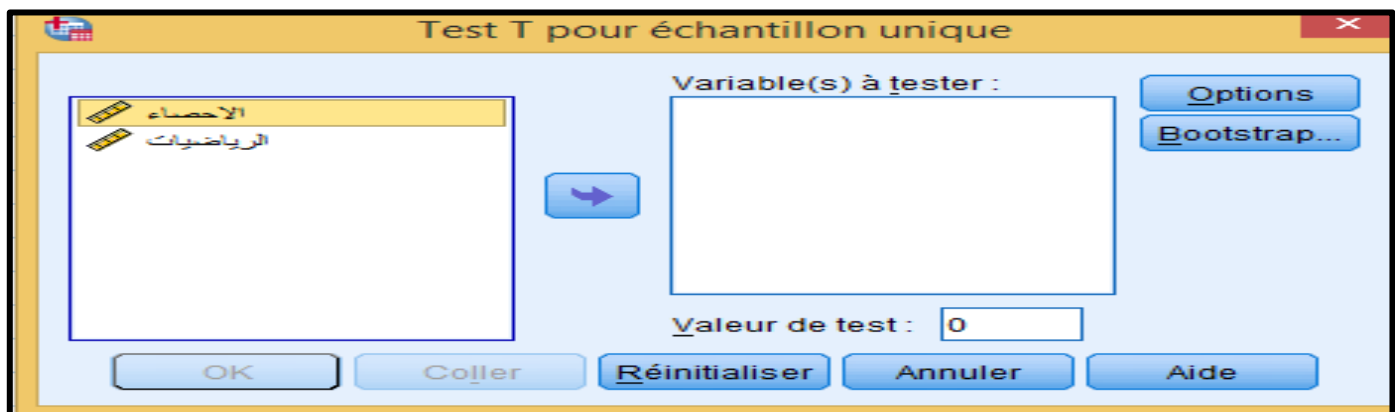 Test T pour échantillon unique
الاحصاء
الرياضيات
Variable(s) à tester :
Options
Bootstrap...
Valeur de test : 0
OK Coller Réinitialiser Annuler Aide